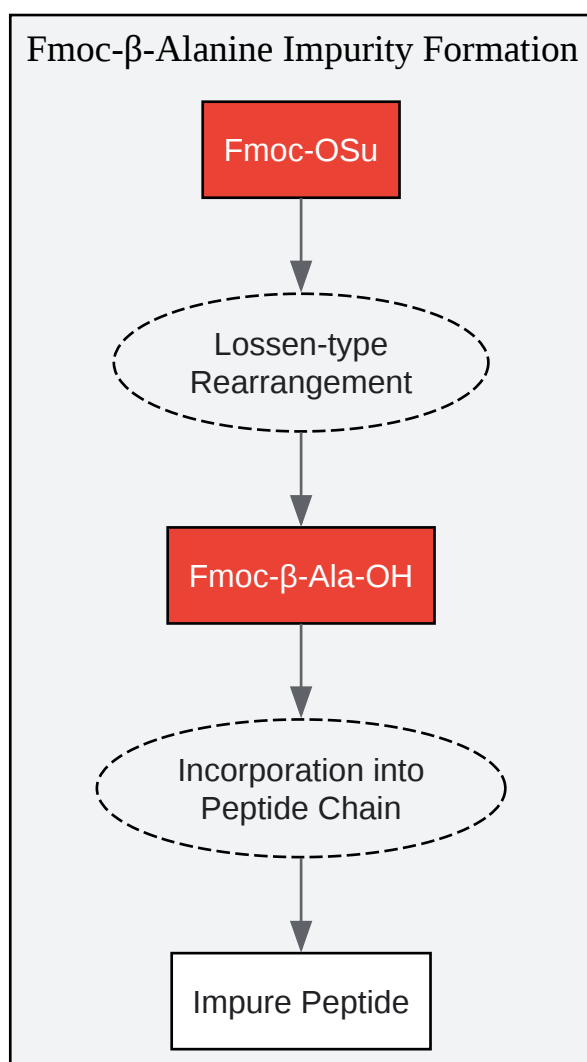 Fmoc-β-Alanine Impurity Formation
Fmoc-OSu
Lossen-type
Rearrangement
Fmoc-β-Ala-OH
Incorporation into
Peptide Chain
Impure Peptide